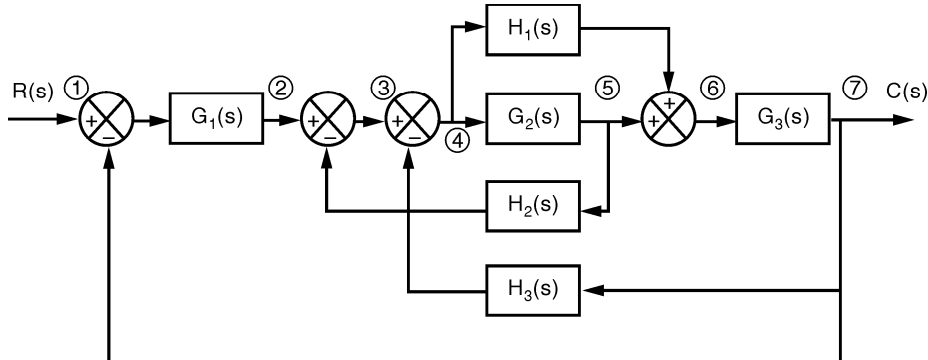 H₁(s)
R(s) ① ② ③ ⑤ ⑥ ⑦ C(s)
+ − G₁(s) + − + − ④ G₂(s) + + G₃(s)
H₂(s)
H₃(s)